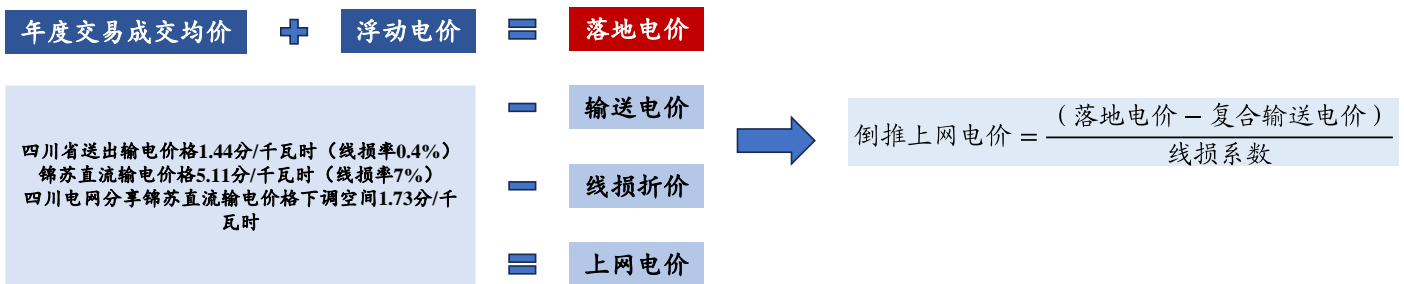 年度交易成交均价 + 浮动电价 = 落地电价
- 输送电价
四川省送出输电价格1.44分/千瓦时（线损率0.4%）
锦苏直流输电价格5.11分/千瓦时（线损率7%）
四川电网分享锦苏直流输电价格下调空间1.73分/千
瓦时
- 线损折价
= 上网电价
倒推上网电价 = （落地电价 − 复合输送电价）
线损系数